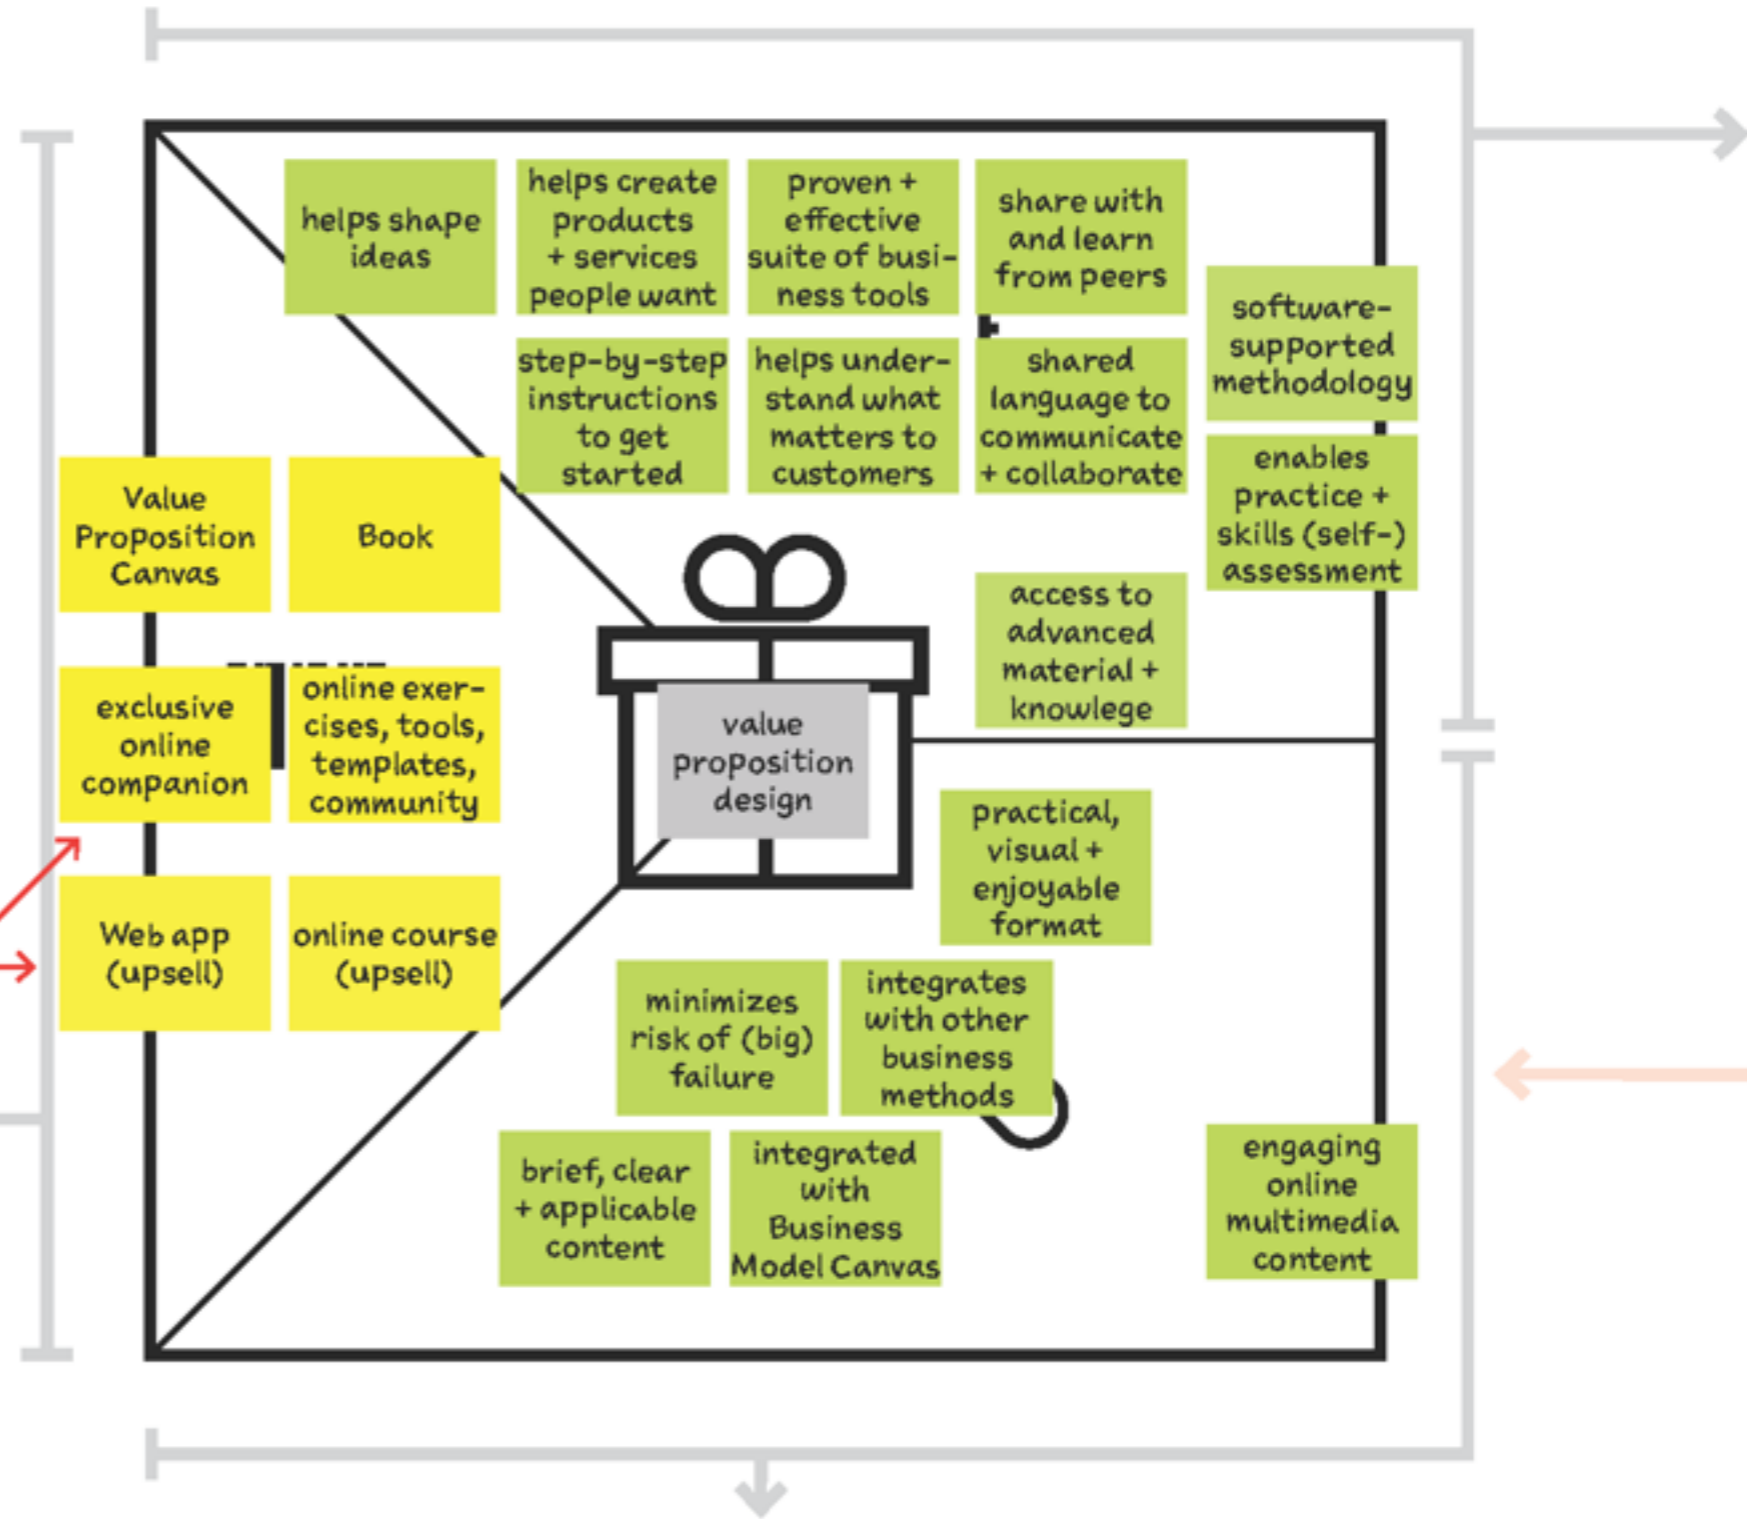 helps shape
ideas
helps create
products
+ services
people want
proven +
effective
suite of busi-
ness tools
share with
and learn
from peers
software-
supported
methodology
step-by-step
instructions
to get
started
helps under-
stand what
matters to
customers
shared
language to
communicate
+ collaborate
enables
practice +
skills (self-)
assessment
Value
Proposition
Canvas
Book
access to
advanced
material +
knowlege
exclusive
online
companion
online exer-
cises, tools,
templates,
community
value
proposition
design
practical,
visual +
enjoyable
format
Web app
(upsell)
online course
(upsell)
minimizes
risk of (big)
failure
integrates
with other
business
methods
brief, clear
+ applicable
content
integrated
with
Business
Model Canvas
engaging
online
multimedia
content